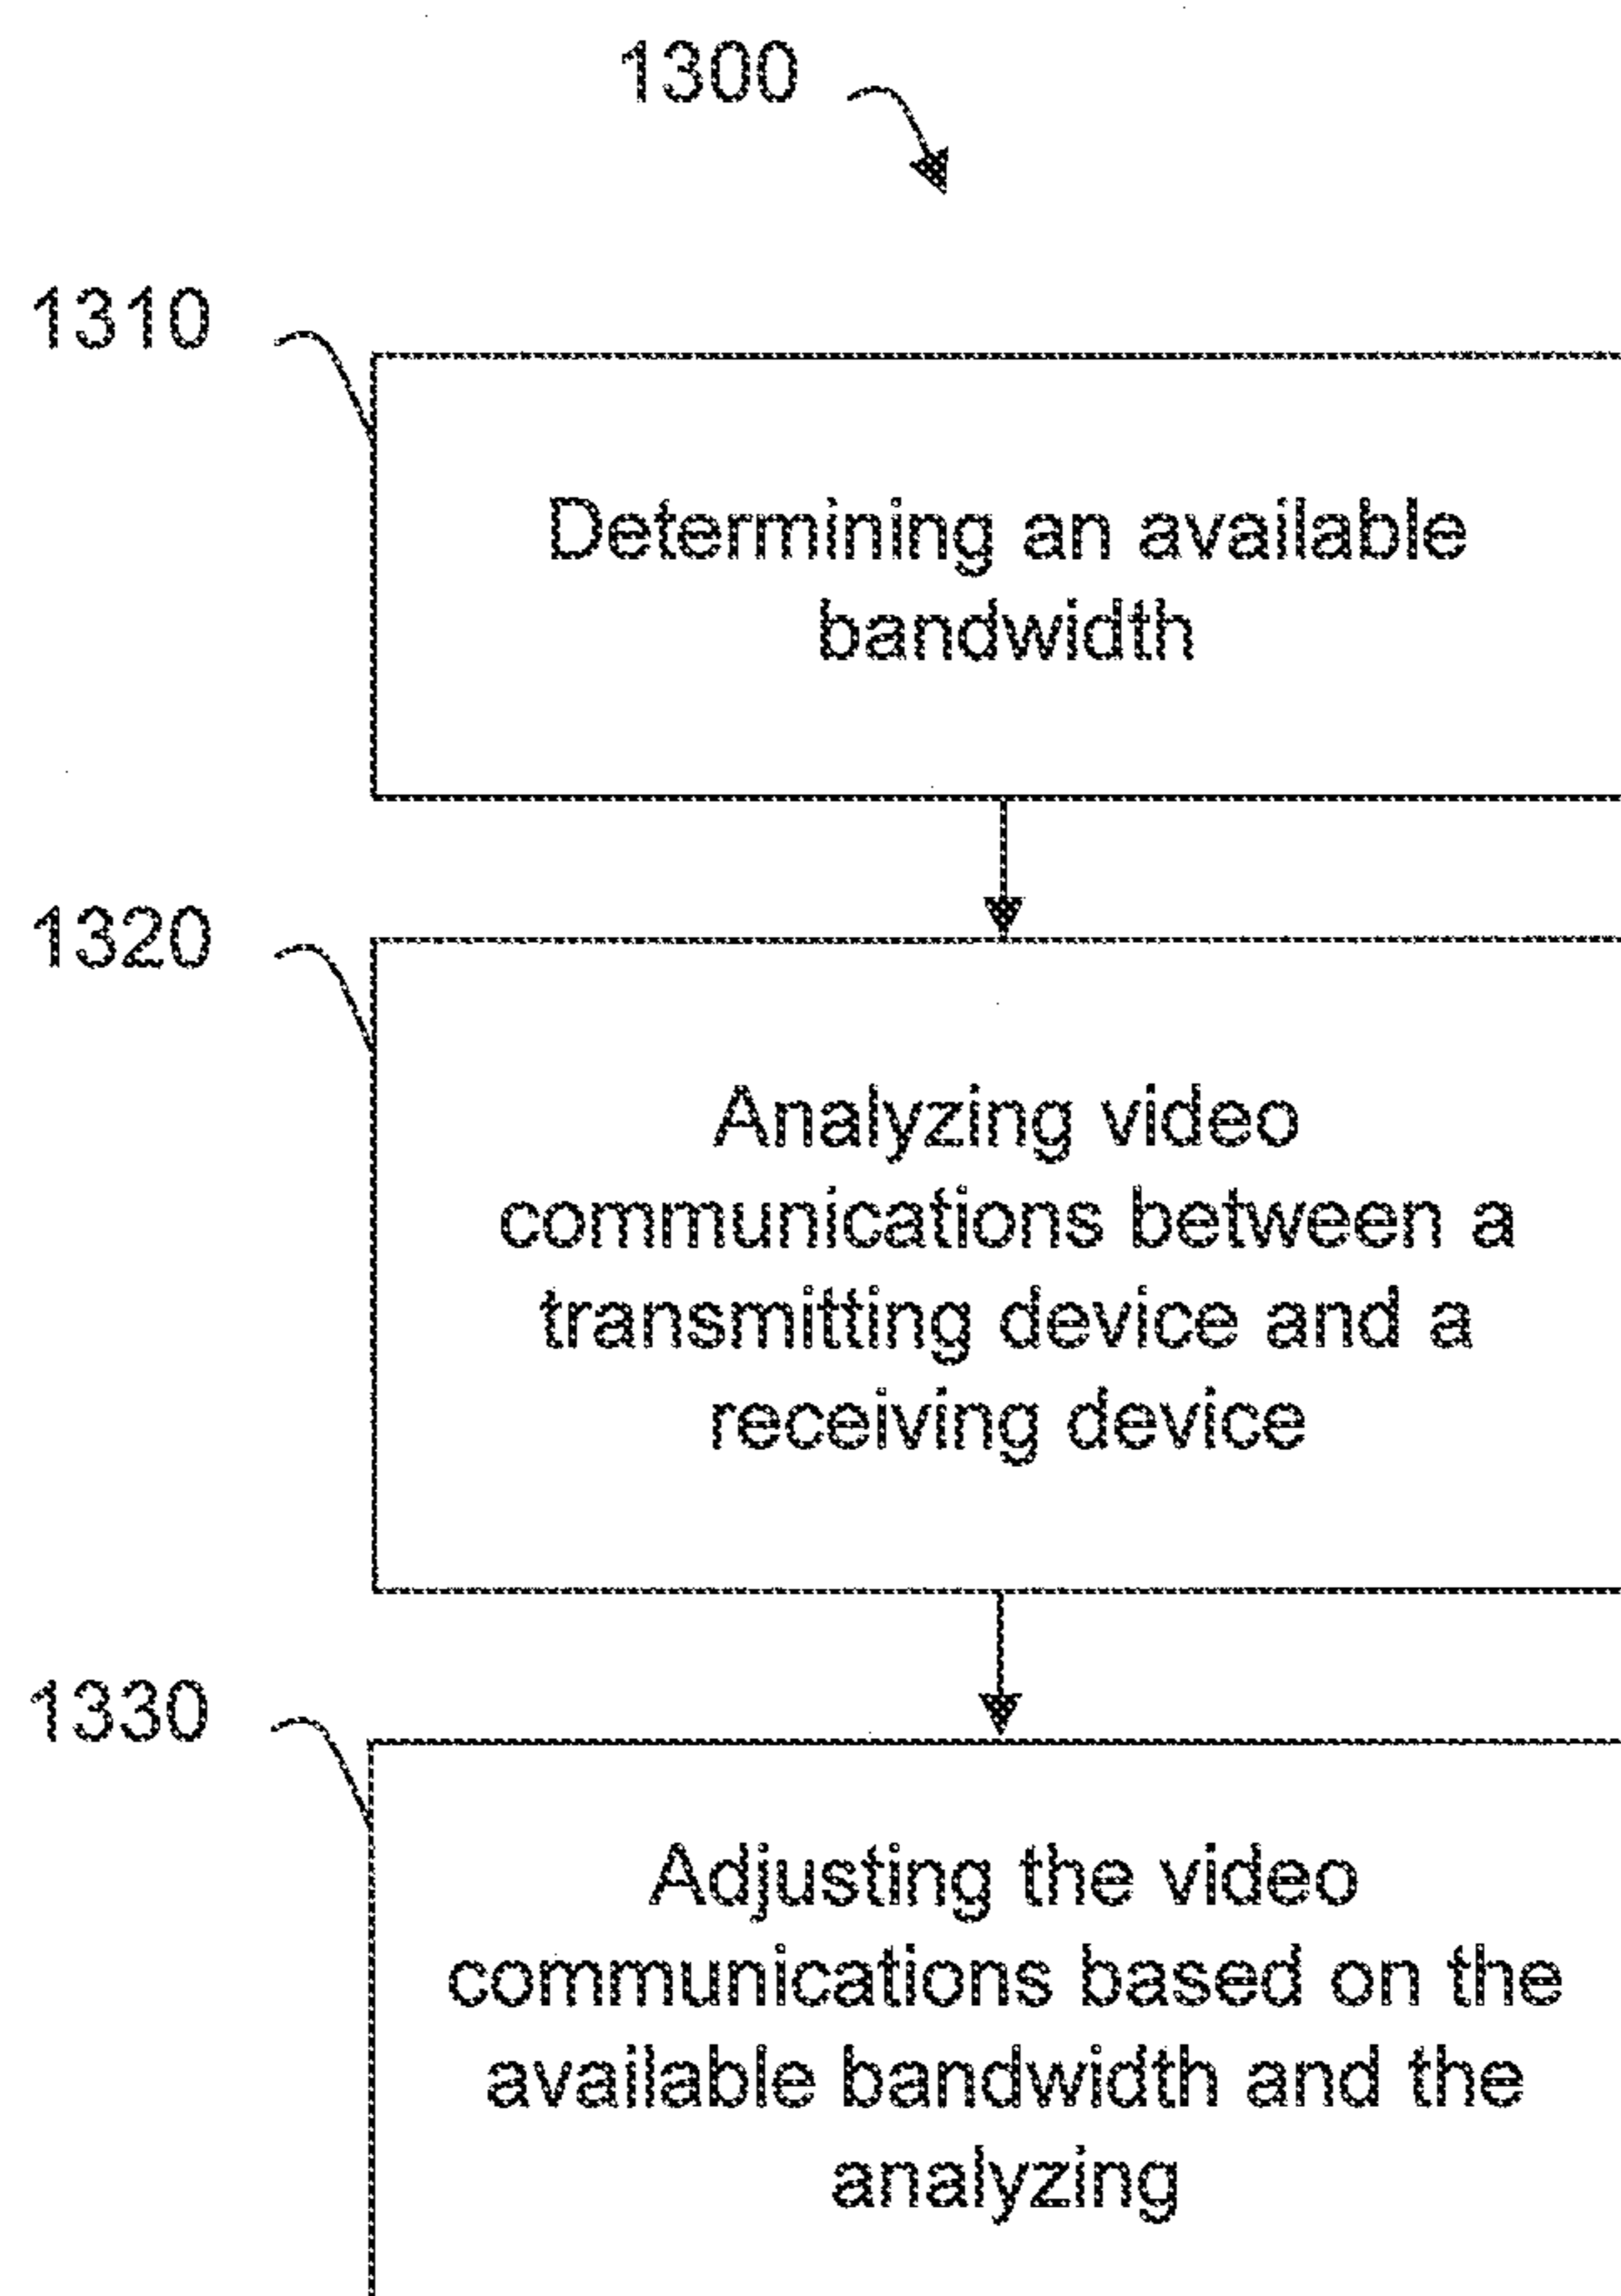 1300
1310
Determining an available
bandwidth
1320
Analyzing video
communications between a
transmitting device and a
receiving device
1330
Adjusting the video
communications based on the
available bandwidth and the
analyzing